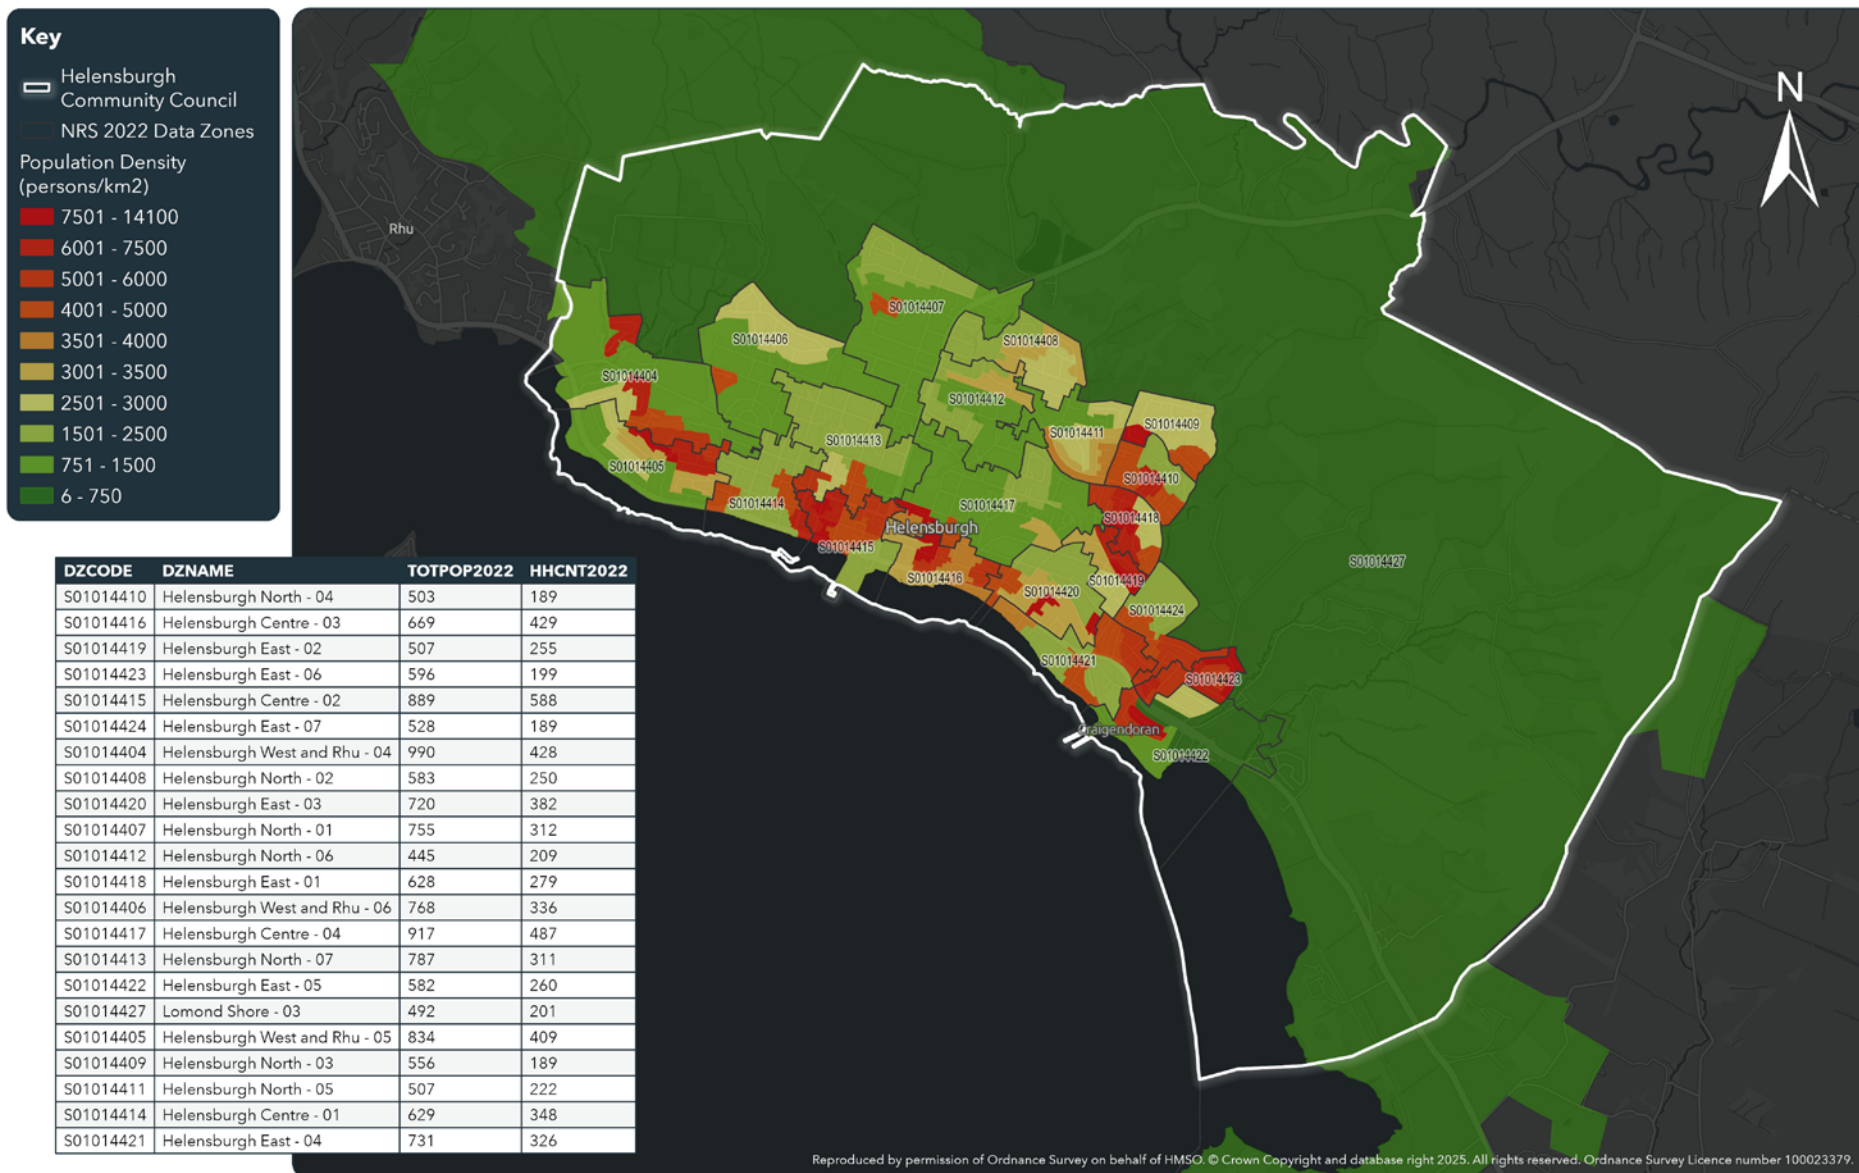 Key
Helensburgh
Community Council
NRS 2022 Data Zones
Population Density
(persons/km2)
7501 - 14100
6001 - 7500
5001 - 6000
4001 - 5000
3501 - 4000
3001 - 3500
2501 - 3000
1501 - 2500
751 - 1500
6 - 750
N
Rhu
S01014407
S01014406
S01014408
S01014404
S01014412
S01014409
S01014411
S01014413
S01014405
S01014410
S01014414
S01014417
S01014418
Helensburgh
S01014415
S01014427
S01014416
S01014419
S01014420
S01014424
S01014421
S01014423
Craigendoran
S01014422
DZCODE DZNAME TOTPOP2022 HHCNT2022
S01014410 Helensburgh North - 04 503 189
S01014416 Helensburgh Centre - 03 669 429
S01014419 Helensburgh East - 02 507 255
S01014423 Helensburgh East - 06 596 199
S01014415 Helensburgh Centre - 02 889 588
S01014424 Helensburgh East - 07 528 189
S01014404 Helensburgh West and Rhu - 04 990 428
S01014408 Helensburgh North - 02 583 250
S01014420 Helensburgh East - 03 720 382
S01014407 Helensburgh North - 01 755 312
S01014412 Helensburgh North - 06 445 209
S01014418 Helensburgh East - 01 628 279
S01014406 Helensburgh West and Rhu - 06 768 336
S01014417 Helensburgh Centre - 04 917 487
S01014413 Helensburgh North - 07 787 311
S01014422 Helensburgh East - 05 582 260
S01014427 Lomond Shore - 03 492 201
S01014405 Helensburgh West and Rhu - 05 834 409
S01014409 Helensburgh North - 03 556 189
S01014411 Helensburgh North - 05 507 222
S01014414 Helensburgh Centre - 01 629 348
S01014421 Helensburgh East - 04 731 326
Reproduced by permission of Ordnance Survey on behalf of HMSO. © Crown Copyright and database right 2025. All rights reserved. Ordnance Survey Licence number 100023379.